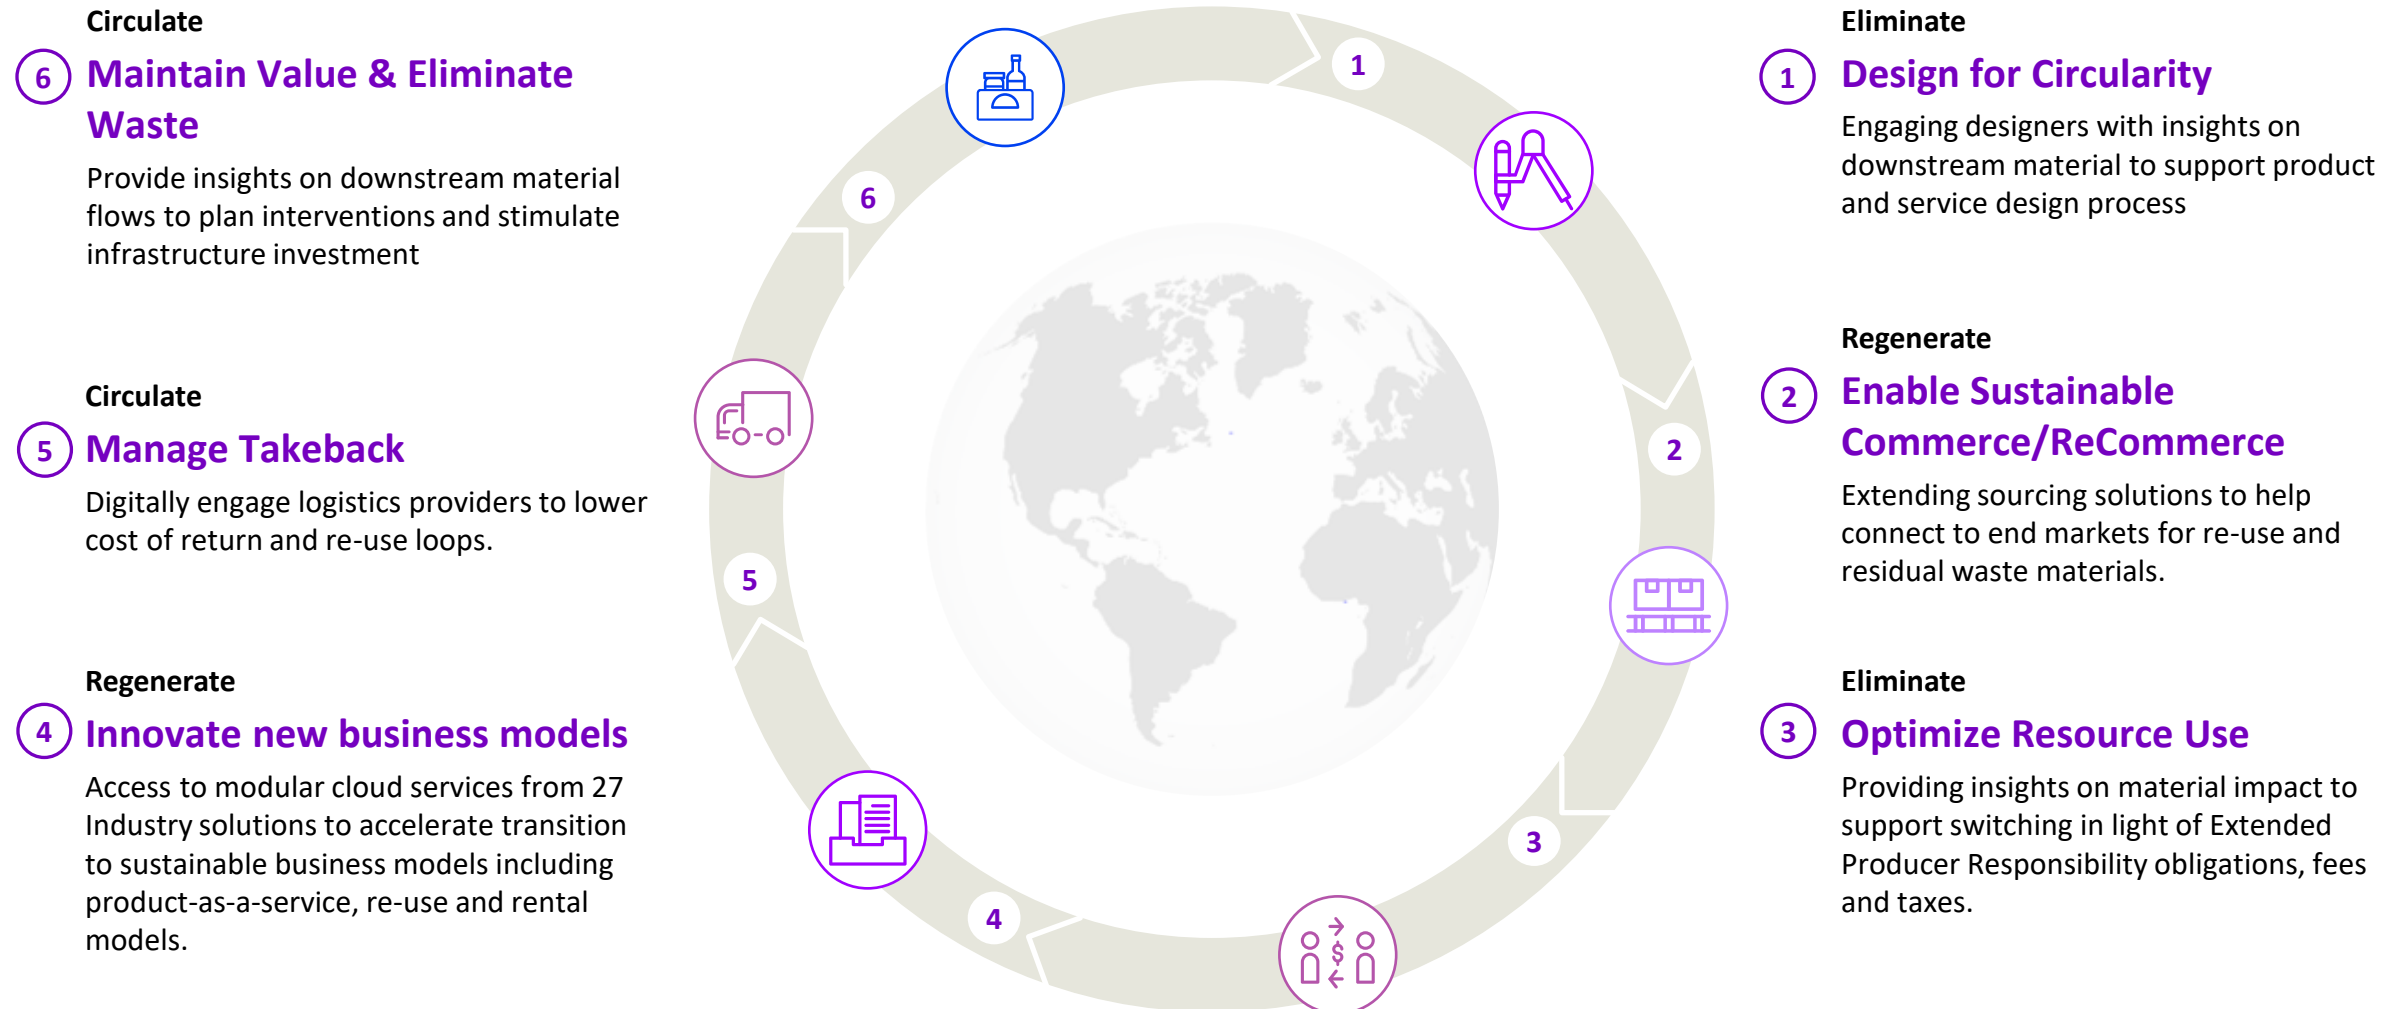 Circulate
6
Maintain Value & Eliminate
Waste
Provide insights on downstream material
flows to plan interventions and stimulate
infrastructure investment
Circulate
5
Manage Takeback
Digitally engage logistics providers to lower
cost of return and re-use loops.
Regenerate
4
Innovate new business models
Access to modular cloud services from 27
Industry solutions to accelerate transition
to sustainable business models including
product-as-a-service, re-use and rental
models.
1
2
3
$
4
5
6
Eliminate
1
Design for Circularity
Engaging designers with insights on
downstream material to support product
and service design process
Regenerate
2
Enable Sustainable
Commerce/ReCommerce
Extending sourcing solutions to help
connect to end markets for re-use and
residual waste materials.
Eliminate
3
Optimize Resource Use
Providing insights on material impact to
support switching in light of Extended
Producer Responsibility obligations, fees
and taxes.